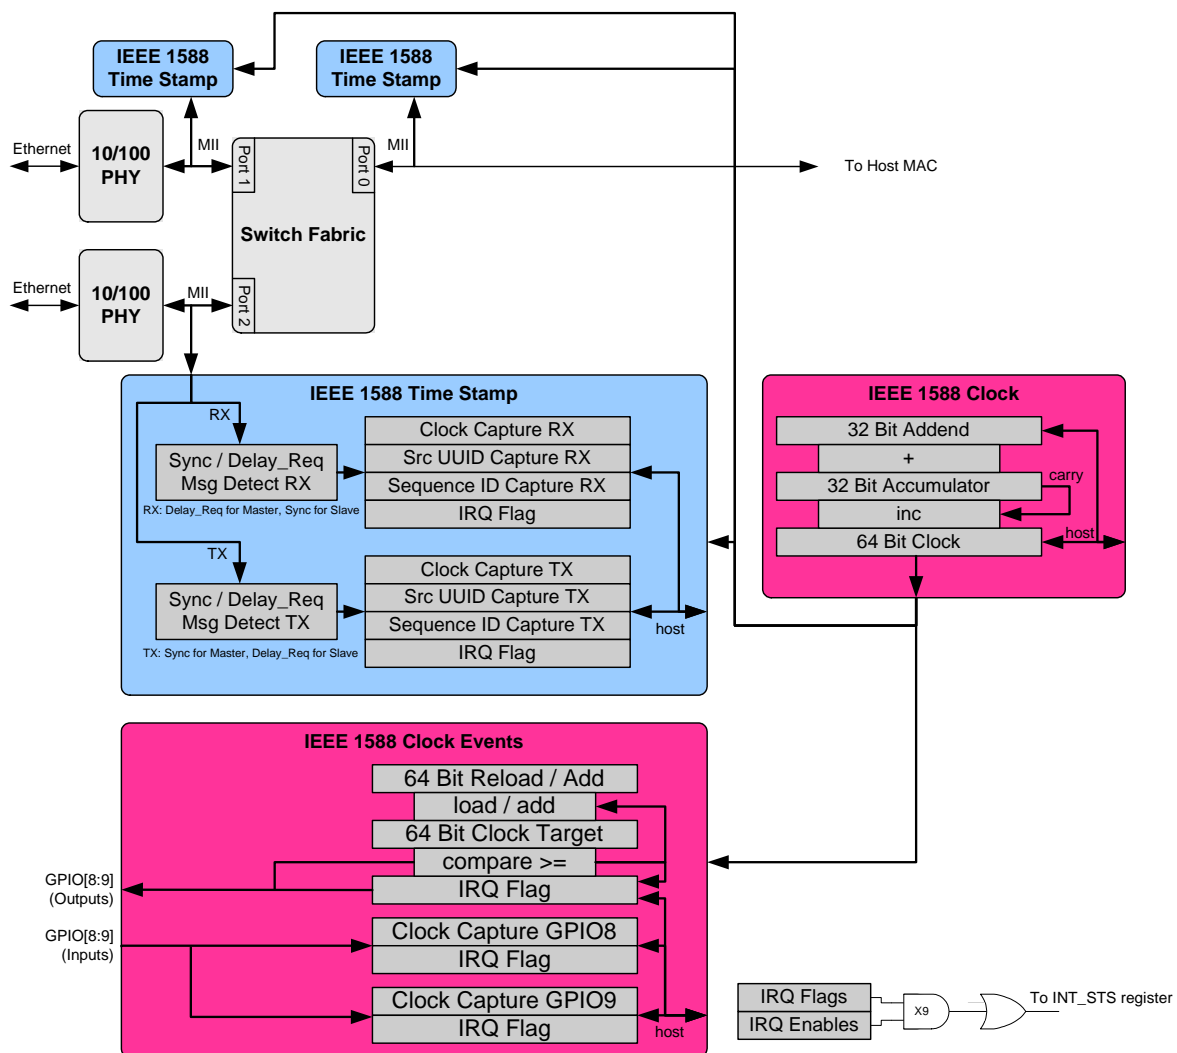 IEEE 1588
Time Stamp
IEEE 1588
Time Stamp
Ethernet
10/100
PHY
MII
Port 1
Port 0
MII
To Host MAC
Switch Fabric
Ethernet
10/100
PHY
MII
Port 2
IEEE 1588 Time Stamp
RX
Sync / Delay_Req
Msg Detect RX
RX: Delay_Req for Master, Sync for Slave
Clock Capture RX
Src UUID Capture RX
Sequence ID Capture RX
IRQ Flag
TX
Sync / Delay_Req
Msg Detect TX
TX: Sync for Master, Delay_Req for Slave
Clock Capture TX
Src UUID Capture TX
Sequence ID Capture TX
IRQ Flag
host
IEEE 1588 Clock
32 Bit Addend
+
32 Bit Accumulator
carry
inc
64 Bit Clock
host
IEEE 1588 Clock Events
64 Bit Reload / Add
load / add
64 Bit Clock Target
compare >=
IRQ Flag
GPIO[8:9]
(Outputs)
GPIO[8:9]
(Inputs)
Clock Capture GPIO8
IRQ Flag
Clock Capture GPIO9
IRQ Flag
host
IRQ Flags
IRQ Enables
X9
To INT_STS register